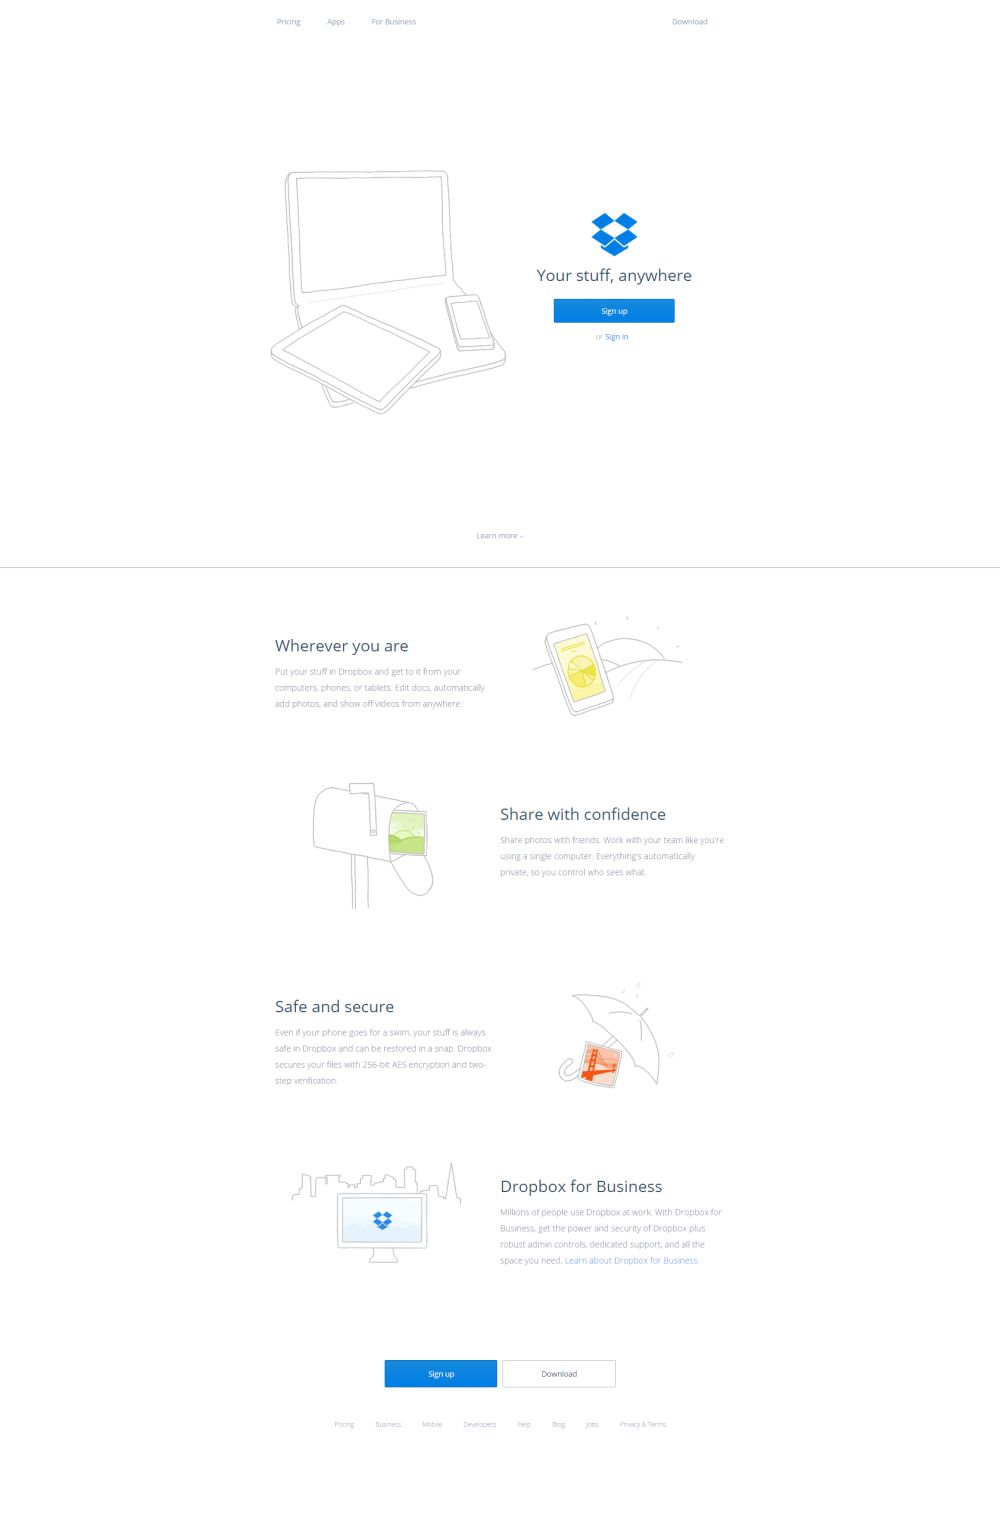 Pricing Apps For Business Download
Your stuff, anywhere
Sign up
or Sign in
Learn more
Wherever you are
Put your stuff in Dropbox and get to it from your
computers, phones, or tablets. Edit docs, automatically
add photos, and show off videos from anywhere.
Share with confidence
Share photos with friends. Work with your team like you're
using a single computer. Everything's automatically
private, so you control who sees what.
Safe and secure
Even if your phone goes for a swim, your stuff is always
safe in Dropbox and can be restored in a snap. Dropbox
secures your files with 256-bit AES encryption and two-
step verification.
Dropbox for Business
Millions of people use Dropbox at work. With Dropbox for
Business, get the power and security of Dropbox plus
robust admin controls, dedicated support, and all the
space you need. Learn about Dropbox for Business.
Sign up Download
Pricing Business Mobile Developers Help Blog Jobs Privacy & Terms